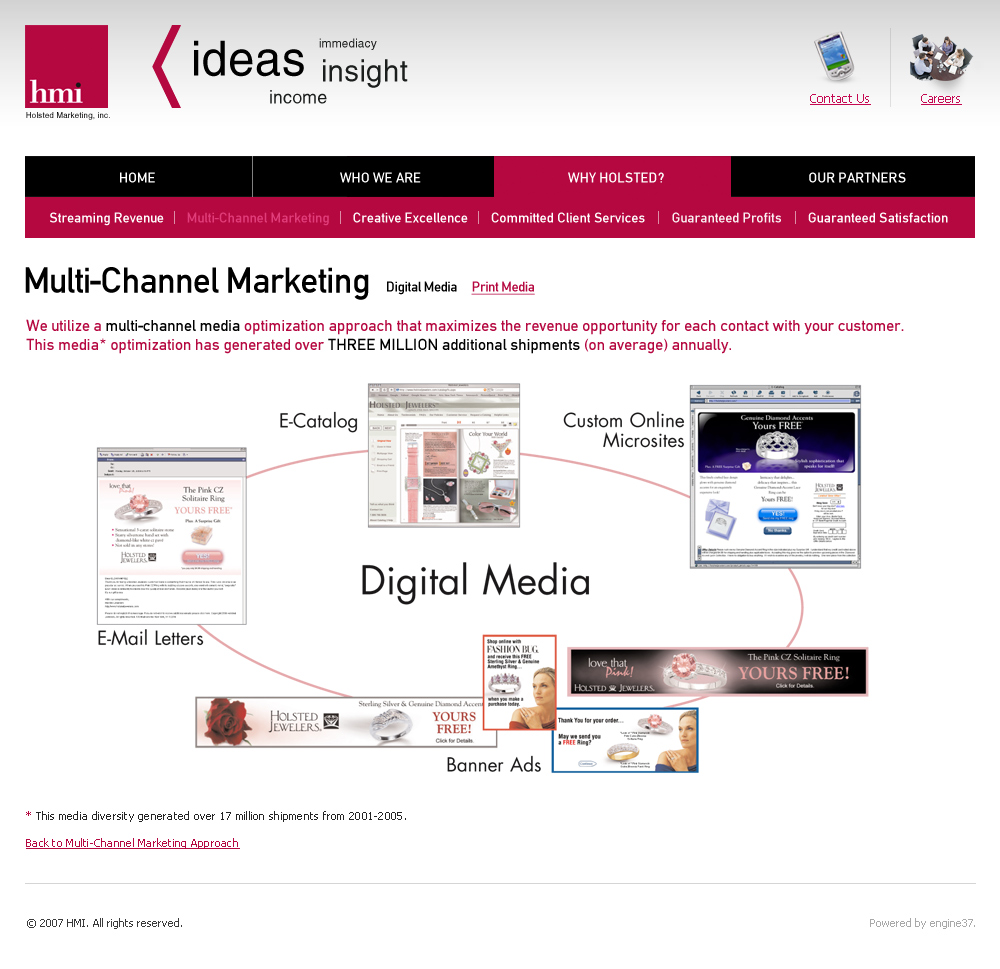 hmi
Holsted Marketing, inc.
ideas
immediacy
insight
income
Contact Us
Careers
HOME
WHO WE ARE
WHY HOLSTED?
OUR PARTNERS
Streaming Revenue
Multi-Channel Marketing
Creative Excellence
Committed Client Services
Guaranteed Profits
Guaranteed Satisfaction
Multi-Channel Marketing
Digital Media
Print Media
We utilize a multi-channel media optimization approach that maximizes the revenue opportunity for each contact with your customer.
This media* optimization has generated over THREE MILLION additional shipments (on average) annually.
E-Catalog
HOLSTED JEWELERS
Color Your World
Custom Online
Microsites
Genuine Diamond Accents
YOURS FREE
Yours FREE!
YES!
No thanks
HOLSTED
JEWELERS
love that
Pink!
The Pink CZ
Solitaire Ring
YOURS FREE*
Plus A Surprise Gift
HOLSTED
JEWELERS
E-Mail Letters
Digital Media
Shop online with
FASHION BUG,
and receive this FREE
Sterling Silver & Genuine
Amethyst Ring...
when you make a
purchase today.
love that
Pink!
HOLSTED JEWELERS
The Pink CZ Solitaire Ring
YOURS FREE!
Click for Details.
HOLSTED
JEWELERS
Sterling Silver & Genuine Diamond Accent
YOURS
FREE!
Click for Details.
Thank You for your order...
May we send you
a FREE Ring?
Banner Ads
* This media diversity generated over 17 million shipments from 2001-2005.
Back to Multi-Channel Marketing Approach
© 2007 HMI. All rights reserved.
Powered by engine37.